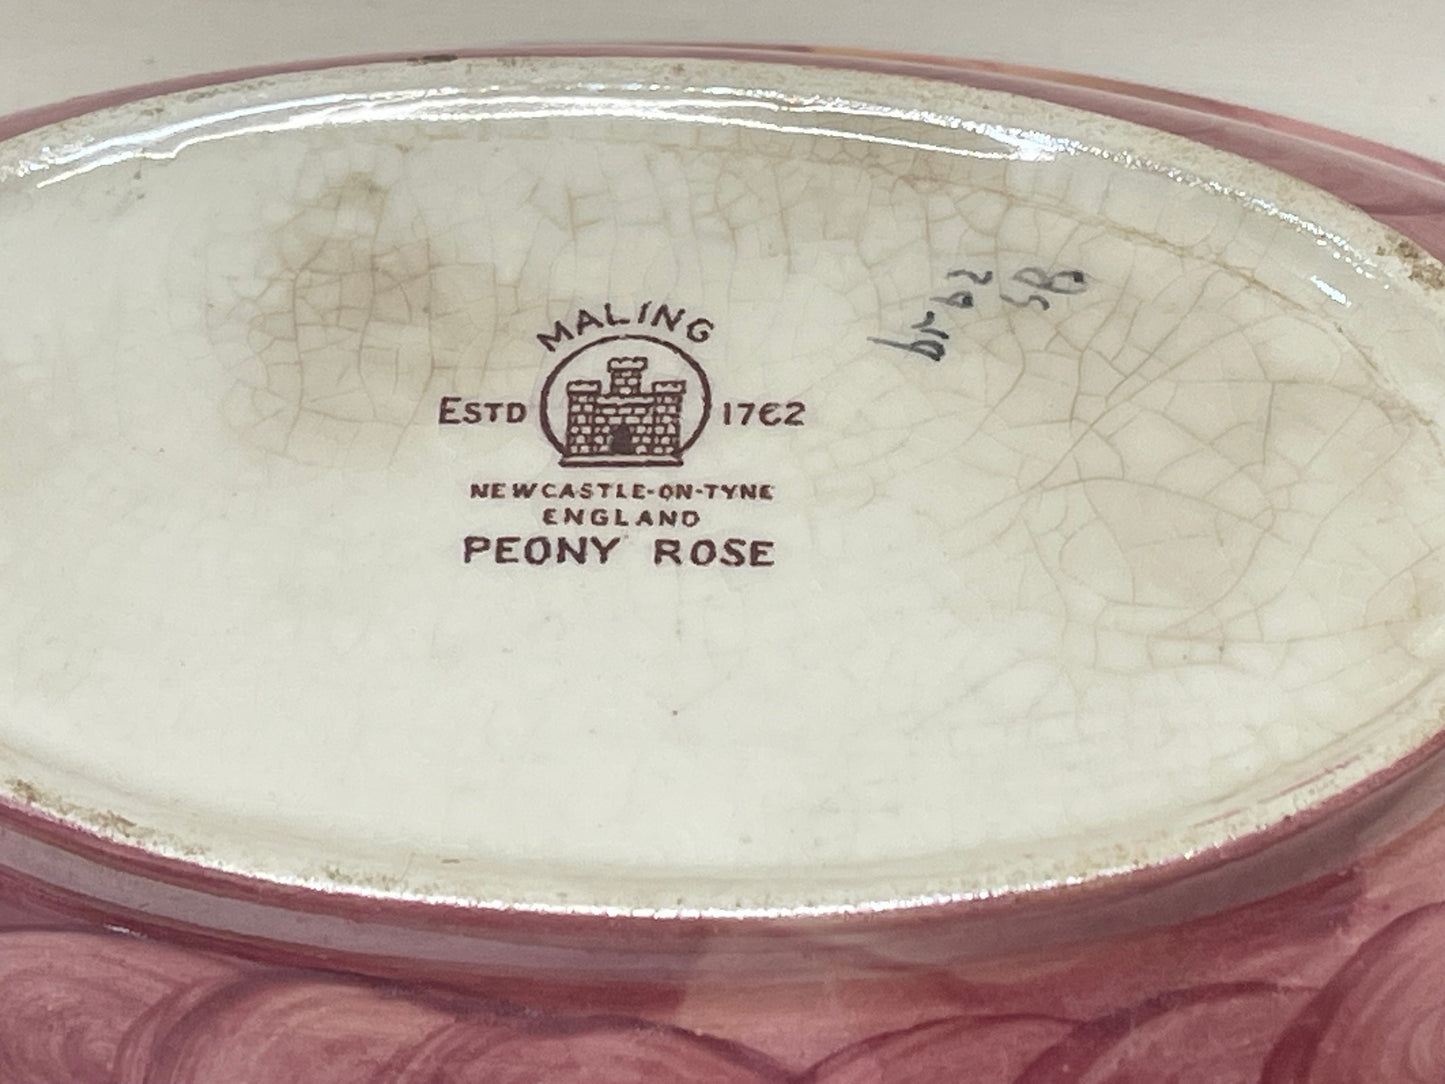 MALING
ESTD 1762
NEWCASTLE-ON-TYNE
ENGLAND
PEONY ROSE